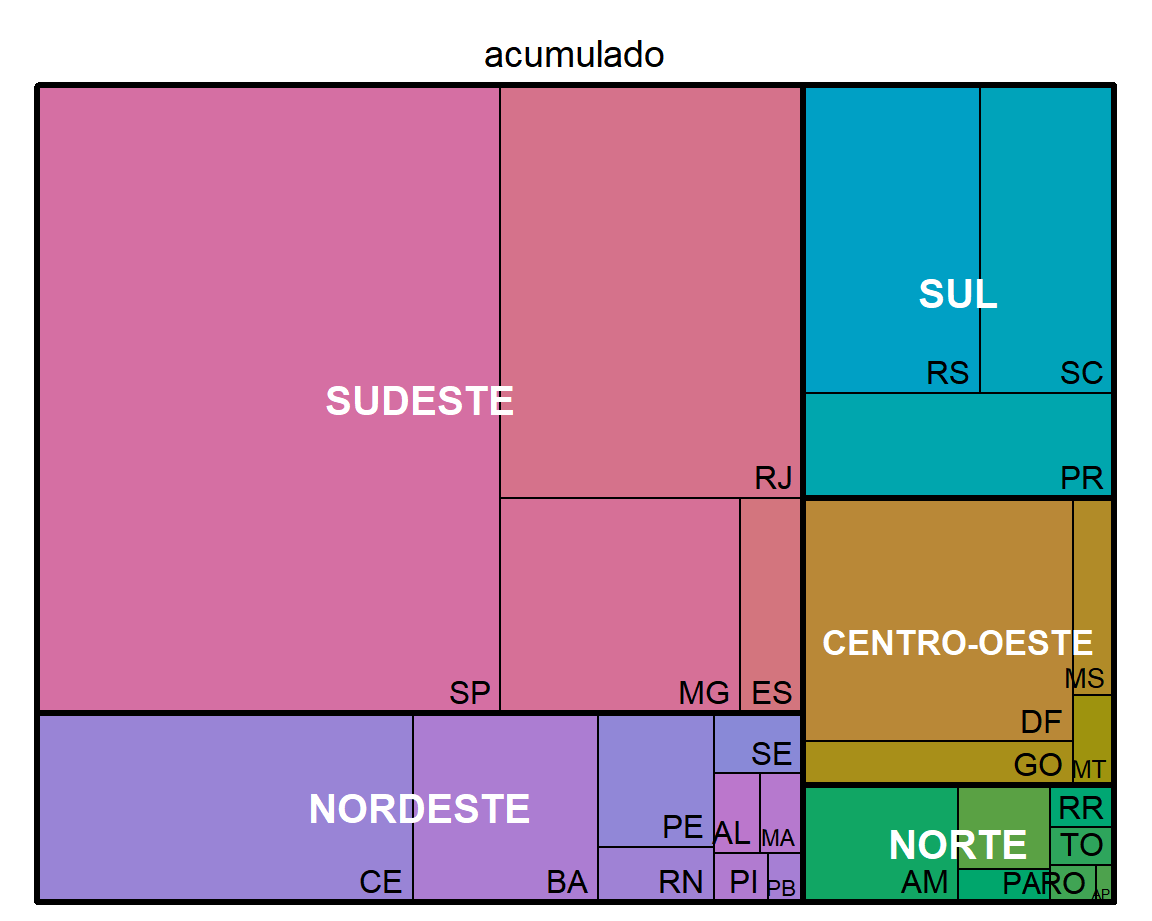 acumulado
SUDESTE
SP
RJ
MG
ES
SUL
RS
SC
PR
CENTRO-OESTE
MS
DF
GO
MT
NORDESTE
CE
BA
PE
RN
SE
AL
MA
PI
PB
NORTE
AM
PA
RR
TO
RO
AP